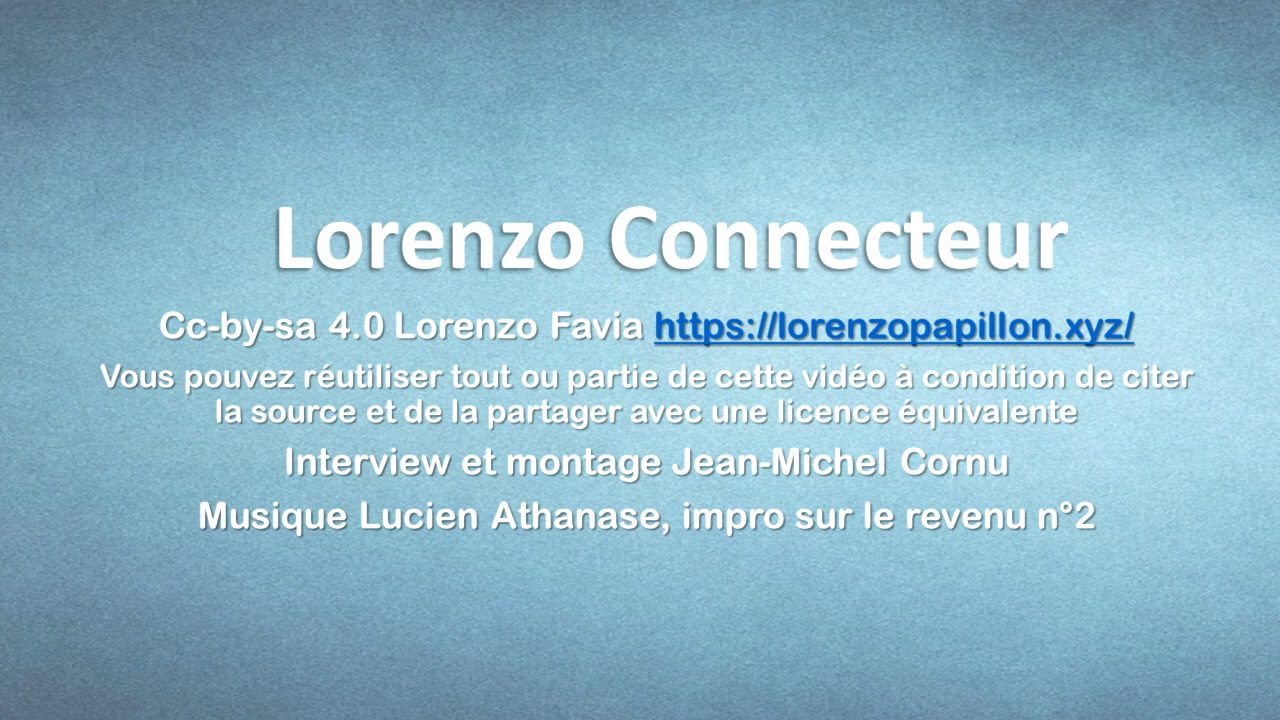 Lorenzo Connecteur
Cc-by-sa 4.0 Lorenzo Favia https://lorenzopapillon.xyz/
Vous pouvez réutiliser tout ou partie de cette vidéo à condition de citer
la source et de la partager avec une licence équivalente
Interview et montage Jean-Michel Cornu
Musique Lucien Athanase, impro sur le revenu n°2